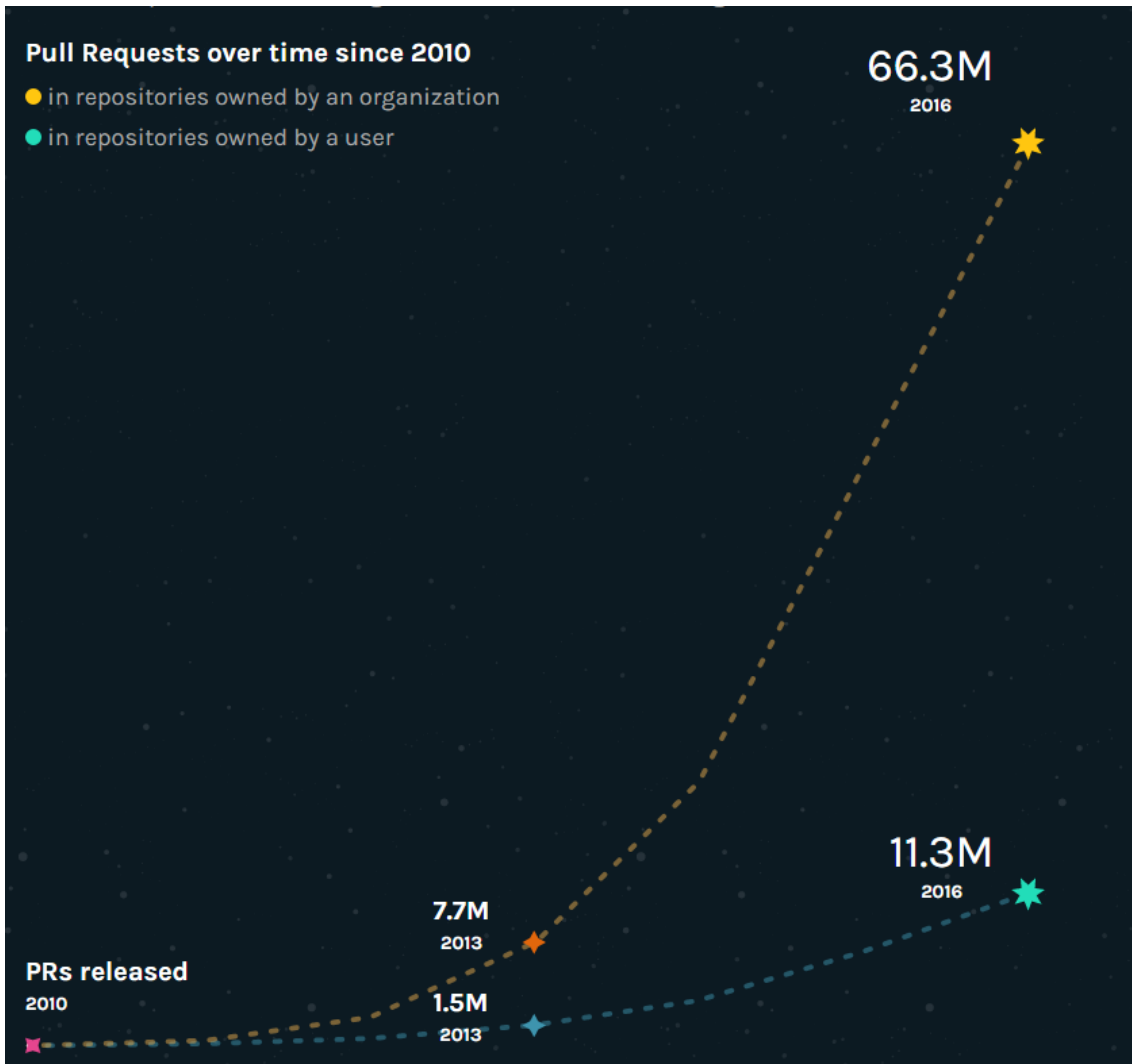 Pull Requests over time since 2010
in repositories owned by an organization
in repositories owned by a user
66.3M
2016
11.3M
2016
7.7M
2013
1.5M
2013
PRs released
2010